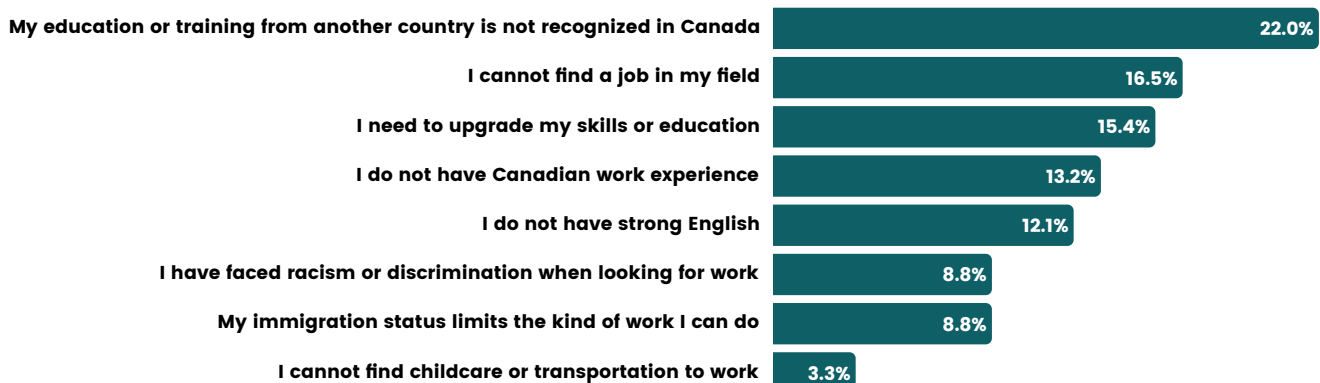 My education or training from another country is not recognized in Canada 22.0%
I cannot find a job in my field 16.5%
I need to upgrade my skills or education 15.4%
I do not have Canadian work experience 13.2%
I do not have strong English 12.1%
I have faced racism or discrimination when looking for work 8.8%
My immigration status limits the kind of work I can do 8.8%
I cannot find childcare or transportation to work 3.3%